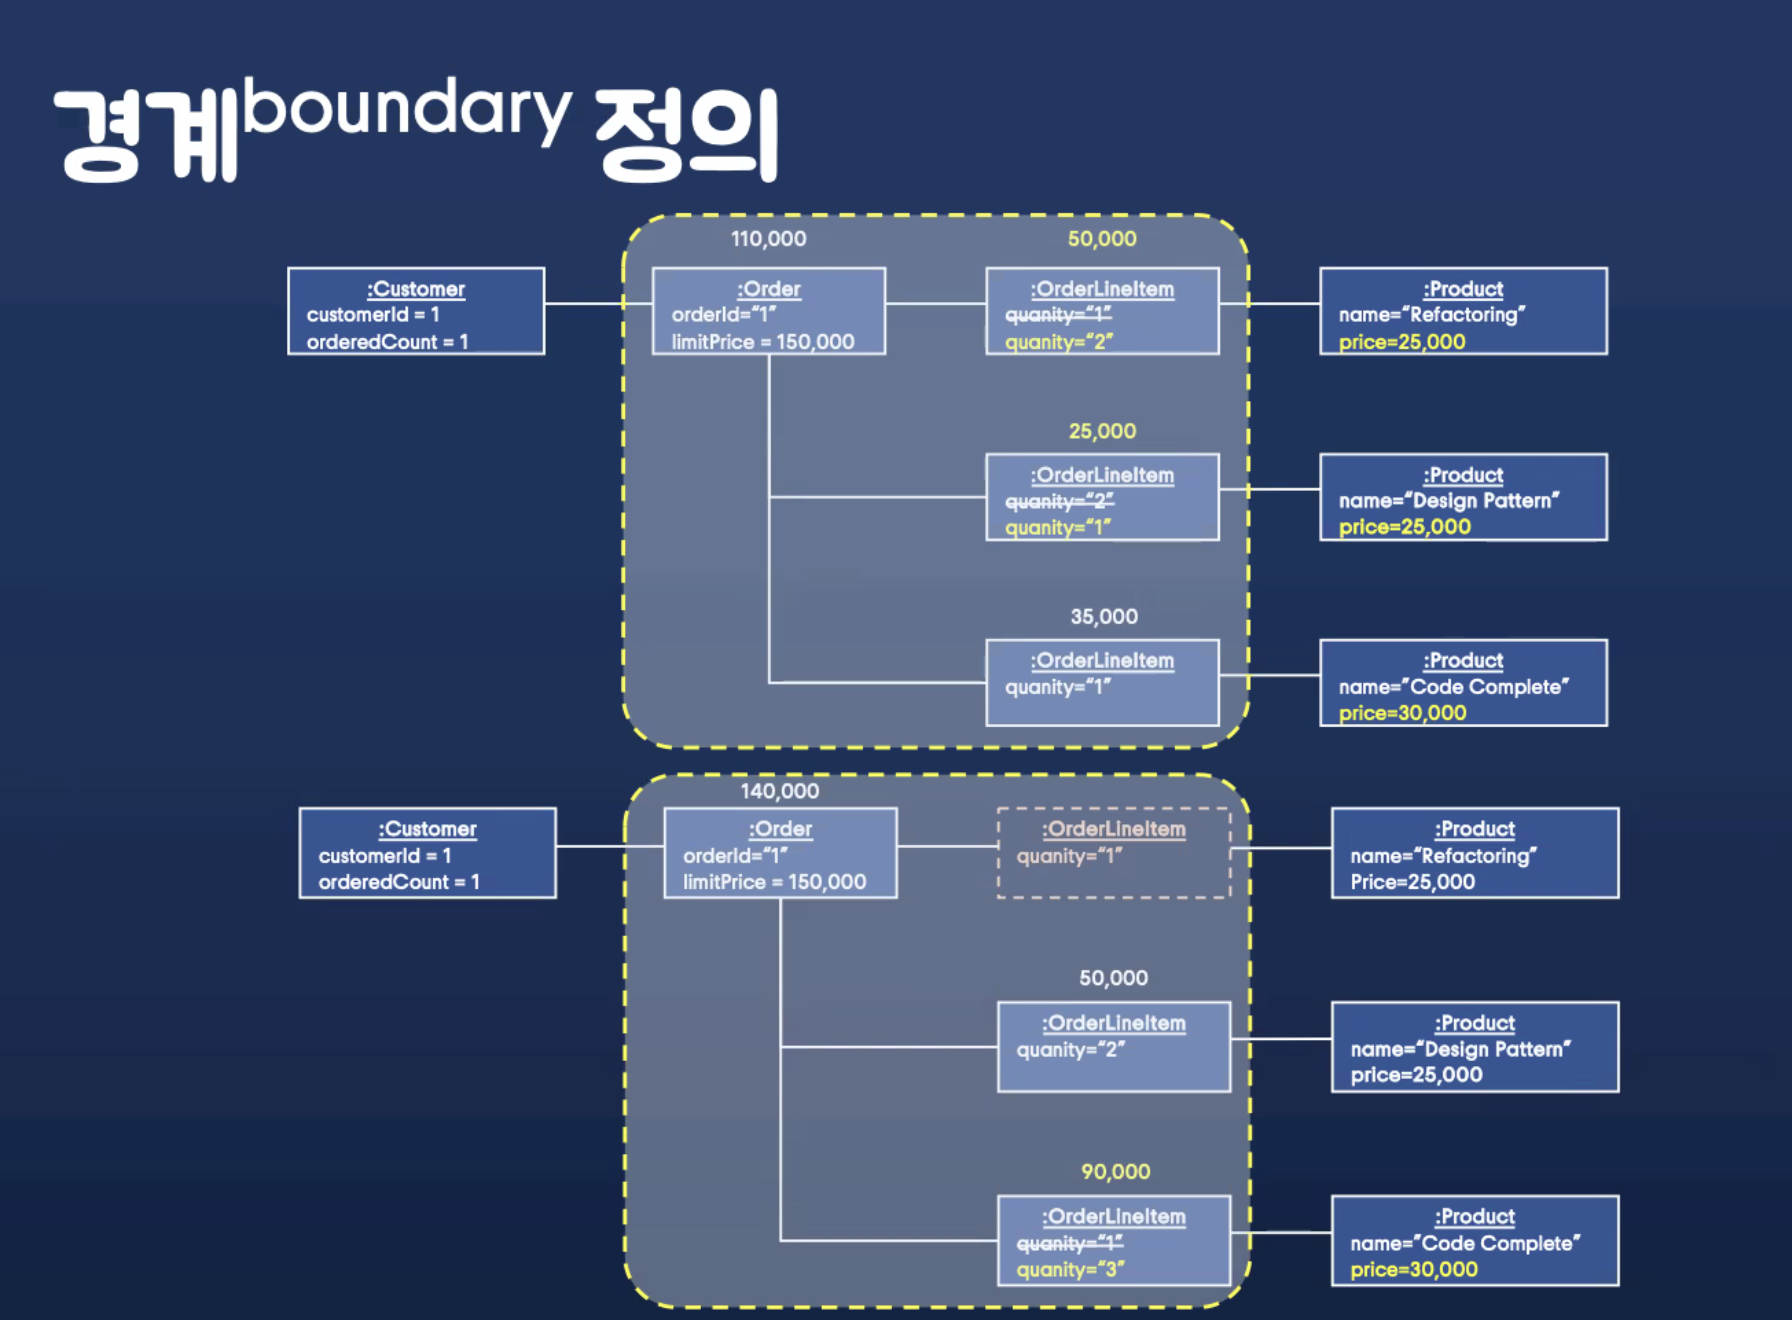 경계boundary 정의
110,000
50,000
:Customer
customerId = 1
orderedCount = 1
:Order
orderId=“1”
limitPrice = 150,000
:OrderLineItem
quanity=“1”
quanity=“2”
:Product
name=“Refactoring”
price=25,000
25,000
:OrderLineItem
quanity=“2”
quanity=“1”
:Product
name=“Design Pattern”
price=25,000
35,000
:OrderLineItem
quanity=“1”
:Product
name=”Code Complete”
price=30,000
140,000
:Customer
customerId = 1
orderedCount = 1
:Order
orderId=“1”
limitPrice = 150,000
:OrderLineItem
quanity=“1”
:Product
name=“Refactoring”
Price=25,000
50,000
:OrderLineItem
quanity=“2”
:Product
name=“Design Pattern”
price=25,000
90,000
:OrderLineItem
quanity=“1”
quanity=“3”
:Product
name=”Code Complete”
price=30,000